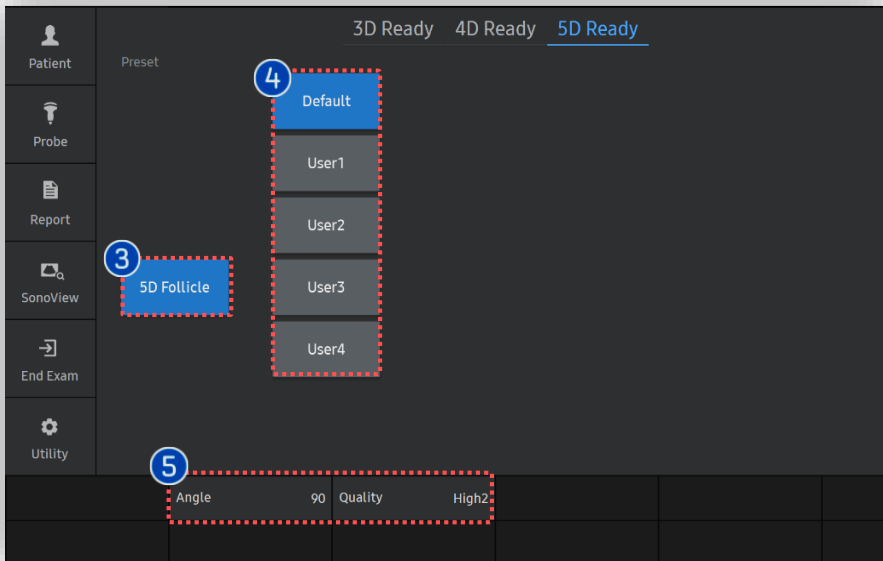 3D Ready 4D Ready 5D Ready
Patient
Preset
4
Default
Probe
User1
Report
User2
3
5D Follicle
User3
SonoView
User4
End Exam
Utility
5
Angle 90 Quality High2